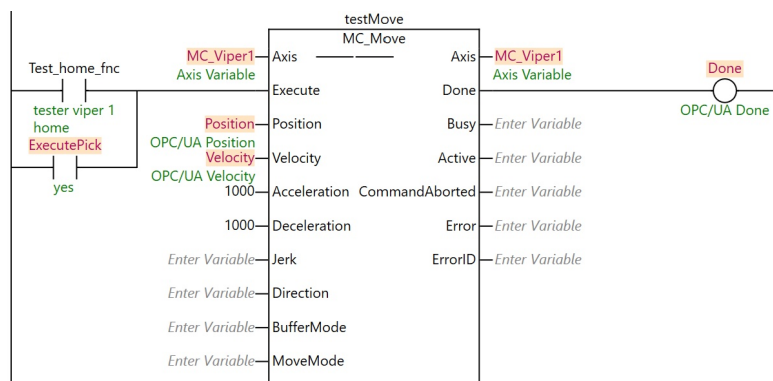 testMove
MC_Move
MC_Viper1 Axis Axis MC_Viper1
Axis Variable Axis Variable
Test_home_fnc
tester viper 1
home
Execute Done Done
OPC/UA Done
Position Position Busy Enter Variable
OPC/UA Position
ExecutePick
yes
Velocity Velocity Active Enter Variable
OPC/UA Velocity
1000 Acceleration CommandAborted Enter Variable
1000 Deceleration Error Enter Variable
Enter Variable Jerk ErrorID Enter Variable
Enter Variable Direction
Enter Variable BufferMode
Enter Variable MoveMode